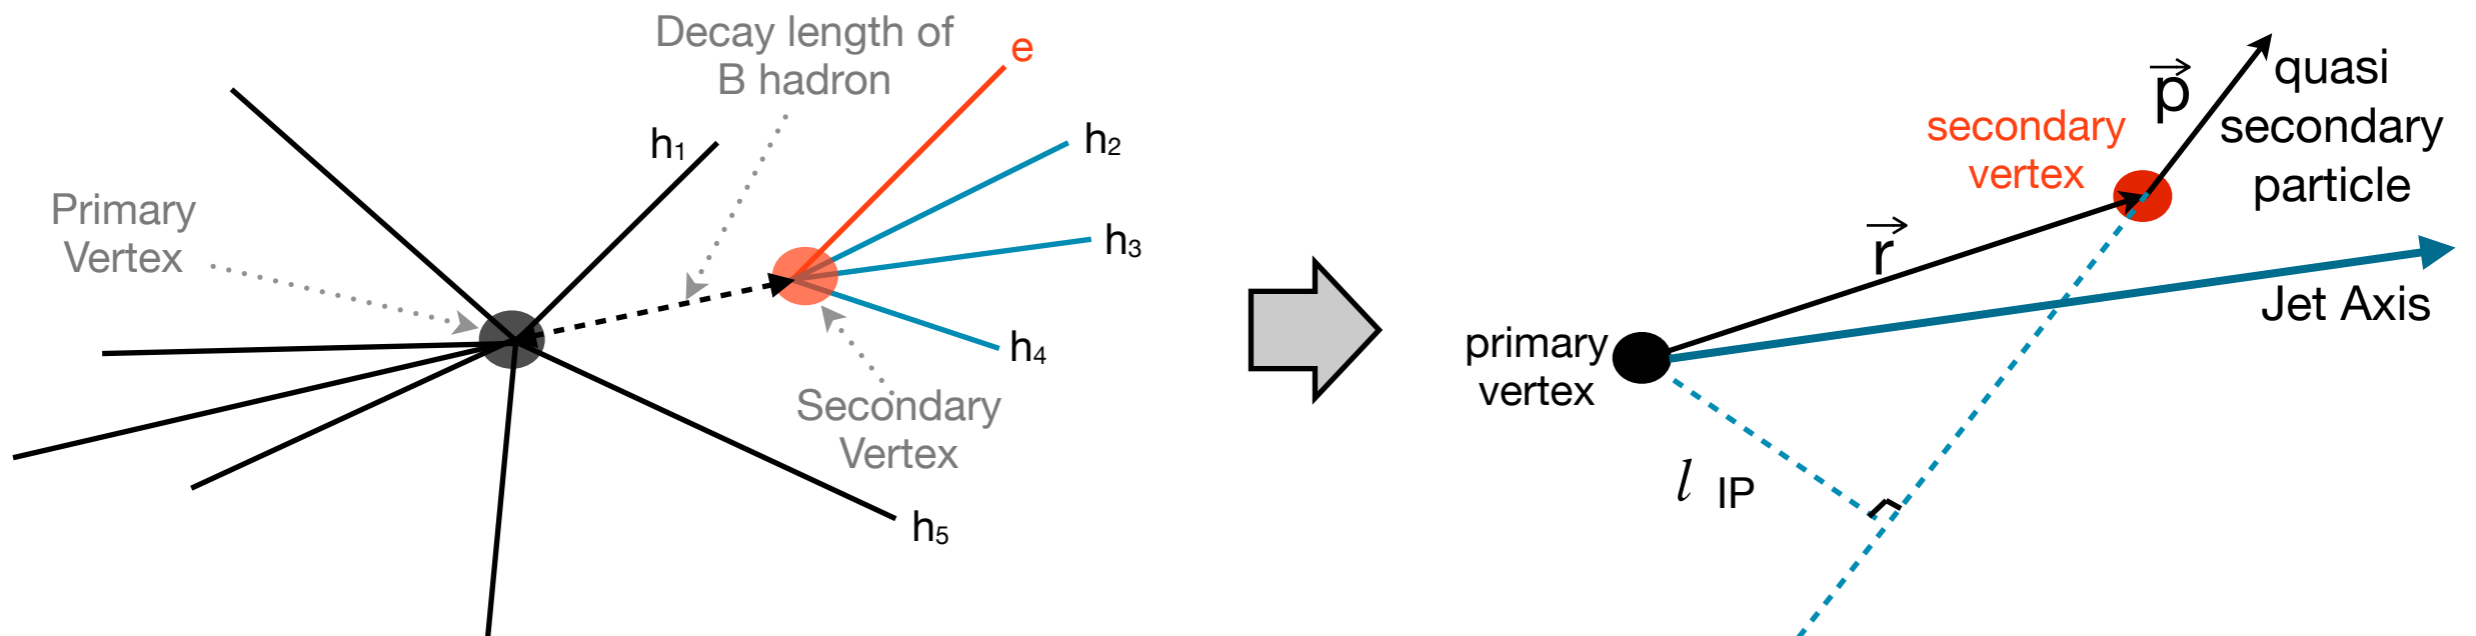 Decay length of
B hadron
e
h1
h2
Primary
Vertex
h3
h4
Secondary
Vertex
h5
p
quasi
secondary
particle
secondary
vertex
r
Jet Axis
primary
vertex
l IP